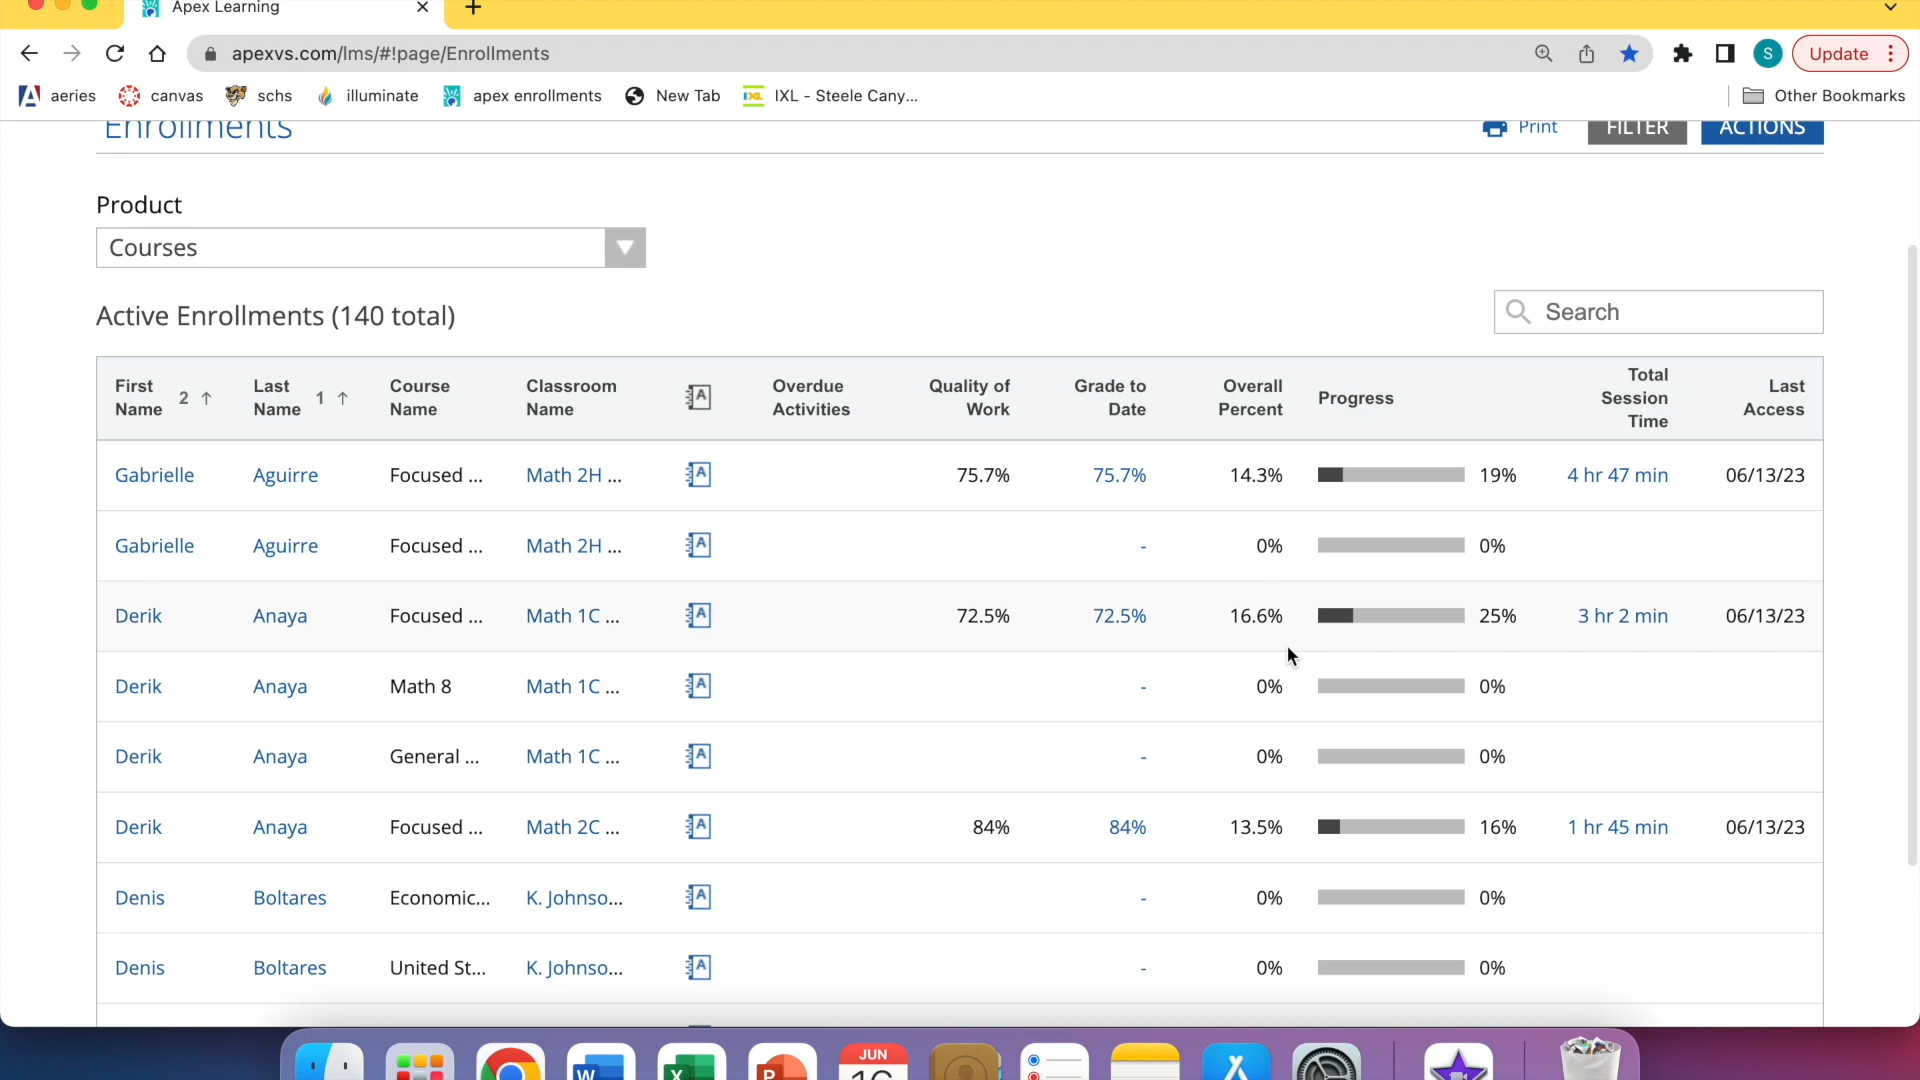 Apex Learning
apexvs.com/lms/#!page/Enrollments
S
Update
aeries canvas schs illuminate apex enrollments New Tab IXL - Steele Cany... Other Bookmarks
Enrollments Print FILTER ACTIONS
Product
Courses
Active Enrollments (140 total) Search
First Name 2 ↑ Last Name 1 ↑ Course Name Classroom Name A Overdue Activities Quality of Work Grade to Date Overall Percent Progress Total Session Time Last Access
Gabrielle Aguirre Focused ... Math 2H ... A 75.7% 75.7% 14.3% 19% 4 hr 47 min 06/13/23
Gabrielle Aguirre Focused ... Math 2H ... A - 0% 0%
Derik Anaya Focused ... Math 1C ... A 72.5% 72.5% 16.6% 25% 3 hr 2 min 06/13/23
Derik Anaya Math 8 Math 1C ... A - 0% 0%
Derik Anaya General ... Math 1C ... A - 0% 0%
Derik Anaya Focused ... Math 2C ... A 84% 84% 13.5% 16% 1 hr 45 min 06/13/23
Denis Boltares Economic... K. Johnso... A - 0% 0%
Denis Boltares United St... K. Johnso... A - 0% 0%
W X P JUN